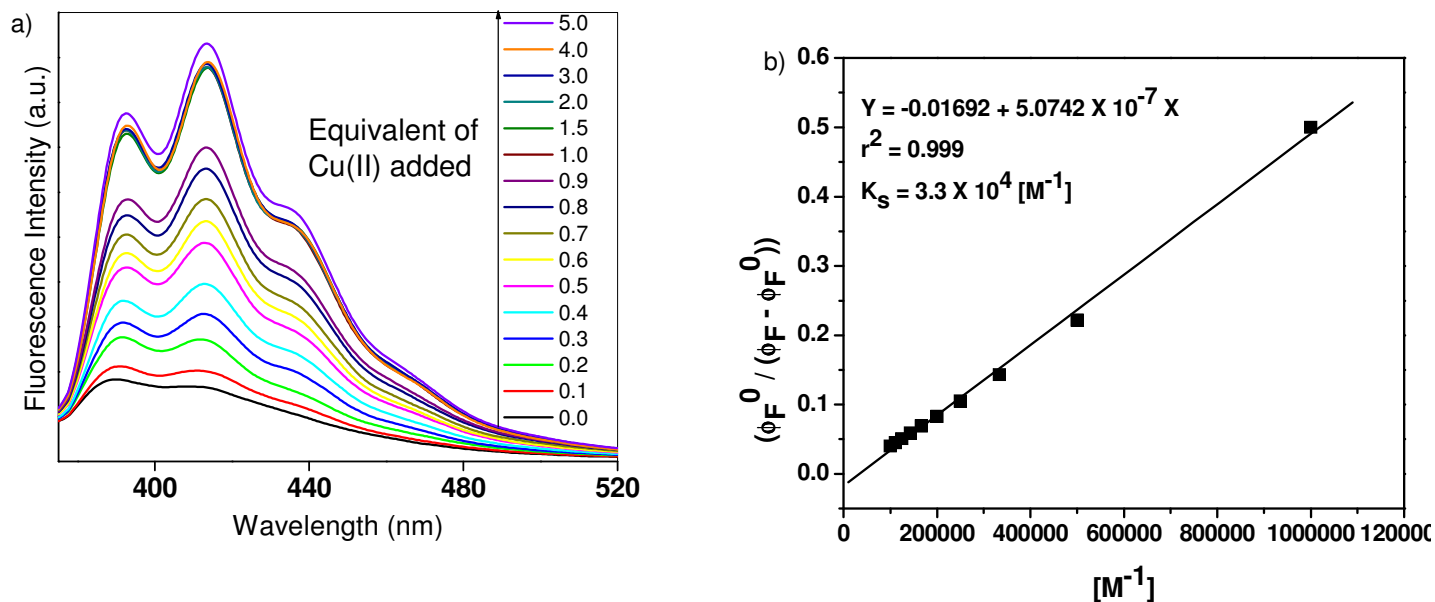 a)
Fluorescence Intensity (a.u.)
Equivalent of
Cu(II) added
5.0
4.0
3.0
2.0
1.5
1.0
0.9
0.8
0.7
0.6
0.5
0.4
0.3
0.2
0.1
0.0
400 440 480 520
Wavelength (nm)
b)
(ϕF0 / (ϕF - ϕF0))
0.6
0.5
0.4
0.3
0.2
0.1
0.0
Y = -0.01692 + 5.0742 X 10-7 X
r2 = 0.999
KS = 3.3 X 104 [M-1]
0 200000 400000 600000 800000 1000000 120000
[M-1]